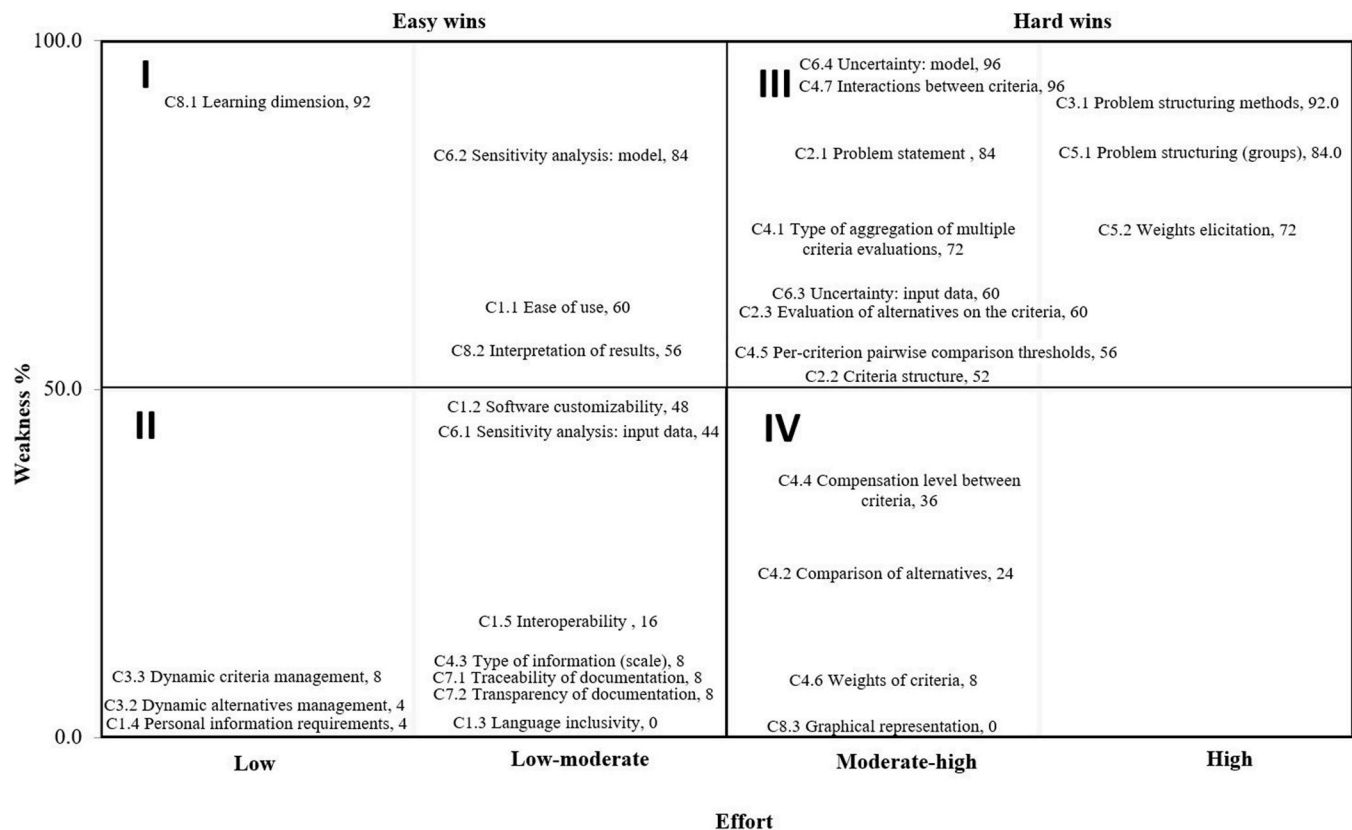 Easy wins
Hard wins
100.0
I
III
C6.4 Uncertainty: model, 96
C4.7 Interactions between criteria, 96
C8.1 Learning dimension, 92
C3.1 Problem structuring methods, 92.0
C6.2 Sensitivity analysis: model, 84
C2.1 Problem statement , 84
C5.1 Problem structuring (groups), 84.0
C4.1 Type of aggregation of multiple
criteria evaluations, 72
C5.2 Weights elicitation, 72
C6.3 Uncertainty: input data, 60
C1.1 Ease of use, 60
C2.3 Evaluation of alternatives on the criteria, 60
C8.2 Interpretation of results, 56
C4.5 Per-criterion pairwise comparison thresholds, 56
C2.2 Criteria structure, 52
Weakness %
50.0
II
IV
C1.2 Software customizability, 48
C6.1 Sensitivity analysis: input data, 44
C4.4 Compensation level between
criteria, 36
C4.2 Comparison of alternatives, 24
C1.5 Interoperability , 16
C4.3 Type of information (scale), 8
C3.3 Dynamic criteria management, 8
C7.1 Traceability of documentation, 8
C4.6 Weights of criteria, 8
C7.2 Transparency of documentation, 8
C3.2 Dynamic alternatives management, 4
C1.4 Personal information requirements, 4
C1.3 Language inclusivity, 0
C8.3 Graphical representation, 0
0.0
Low
Low-moderate
Moderate-high
High
Effort